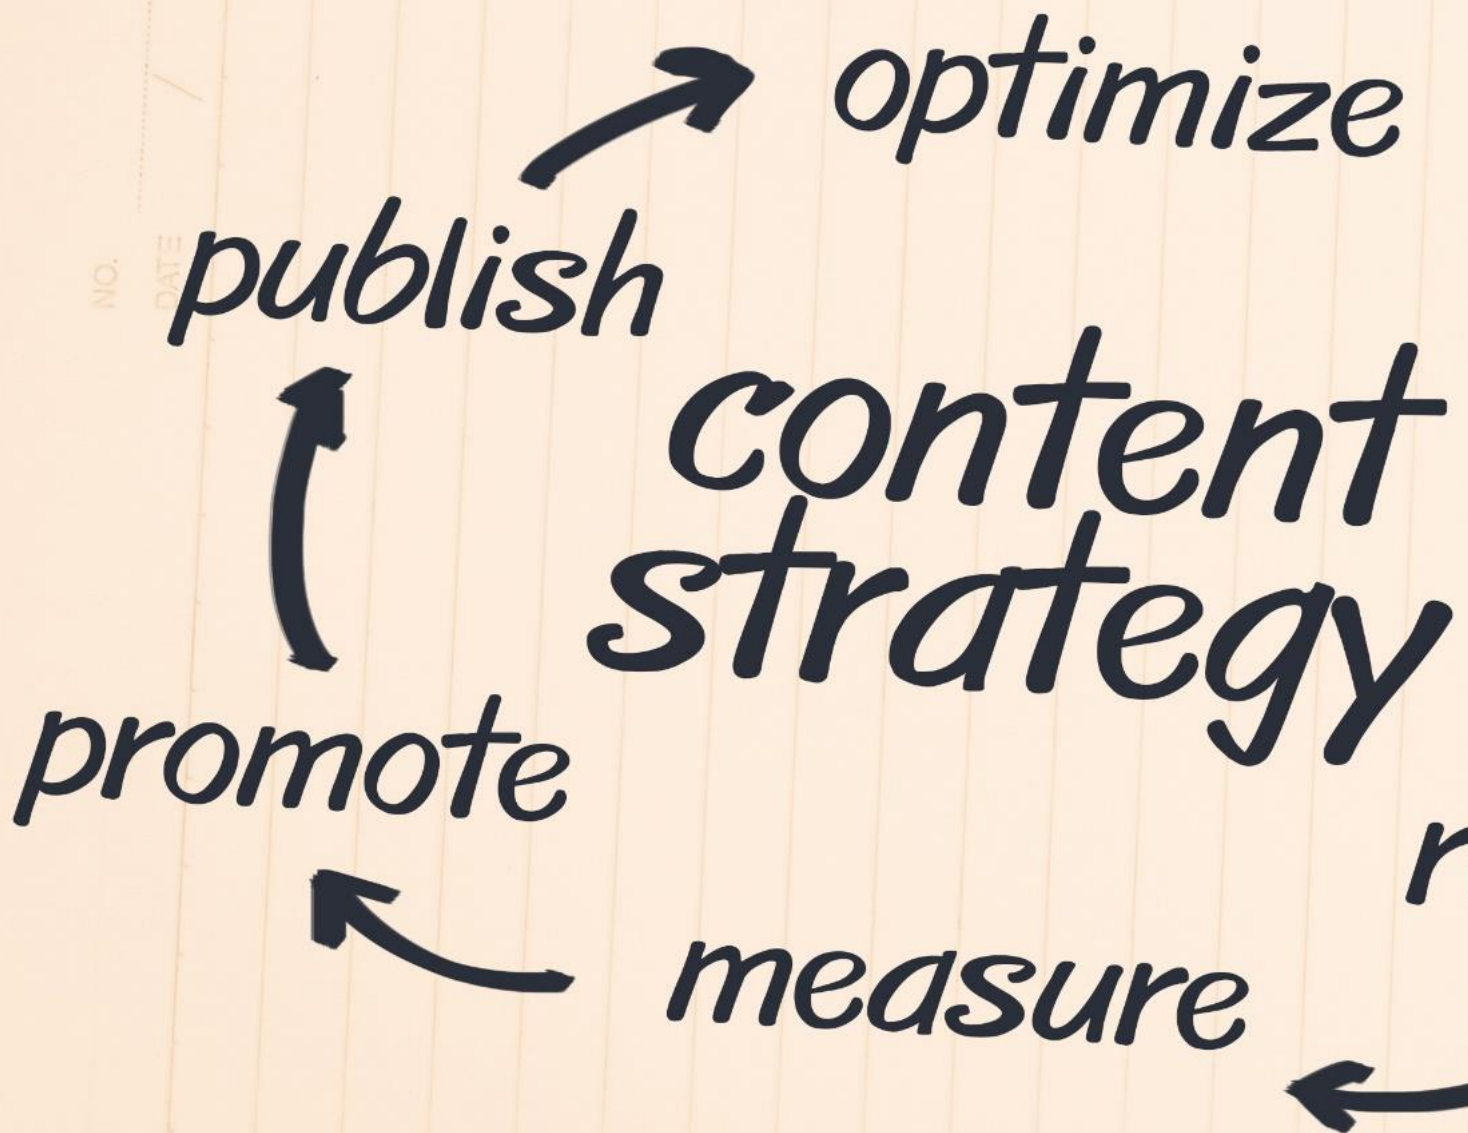 optimize
publish
NO.
DATE
content
strategy
promote
measure